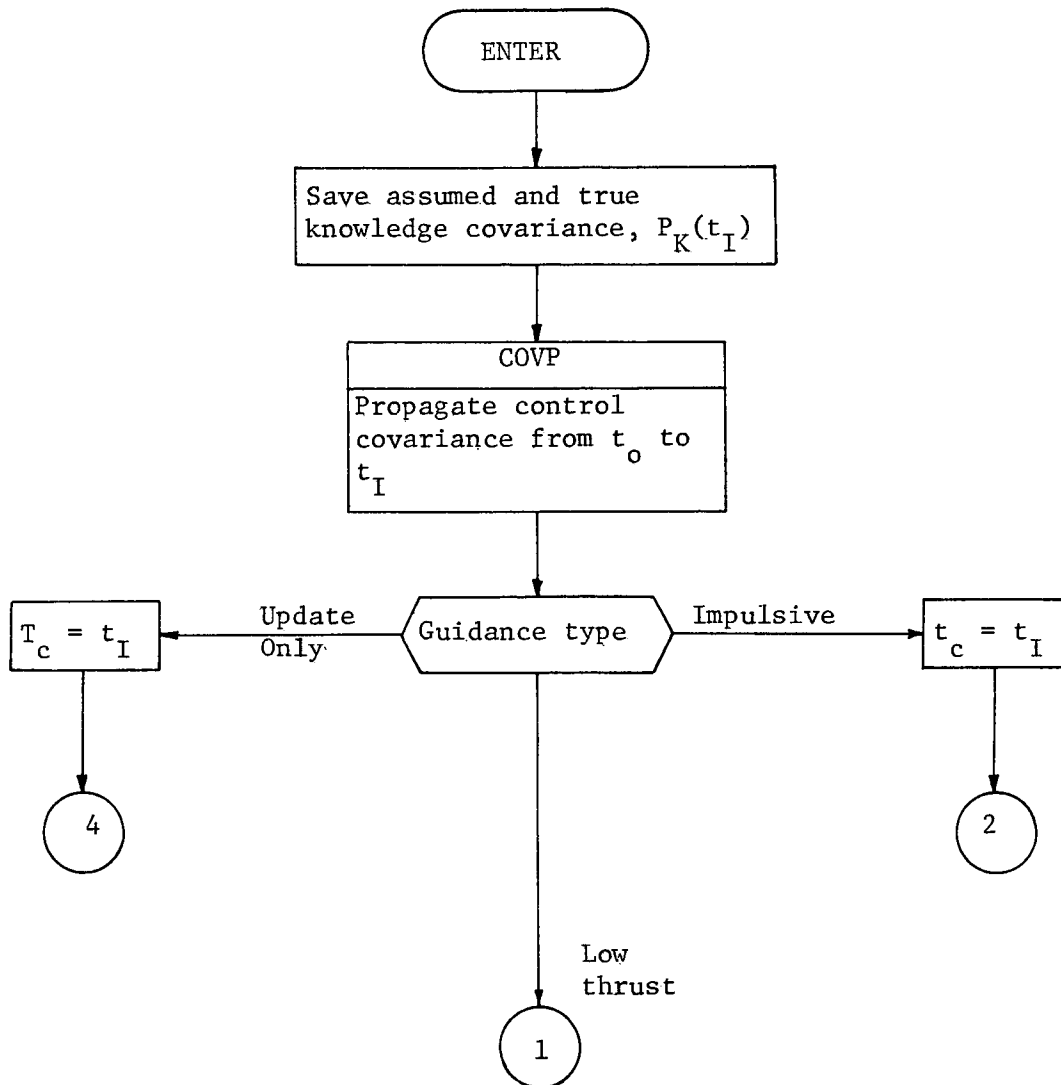 ENTER
Save assumed and true
knowledge covariance, P_K(t_I)
COVP
Propagate control
covariance from t_o to
t_I
Update
Only
T_c = t_I
Guidance type
Impulsive
t_c = t_I
4
2
Low
thrust
1